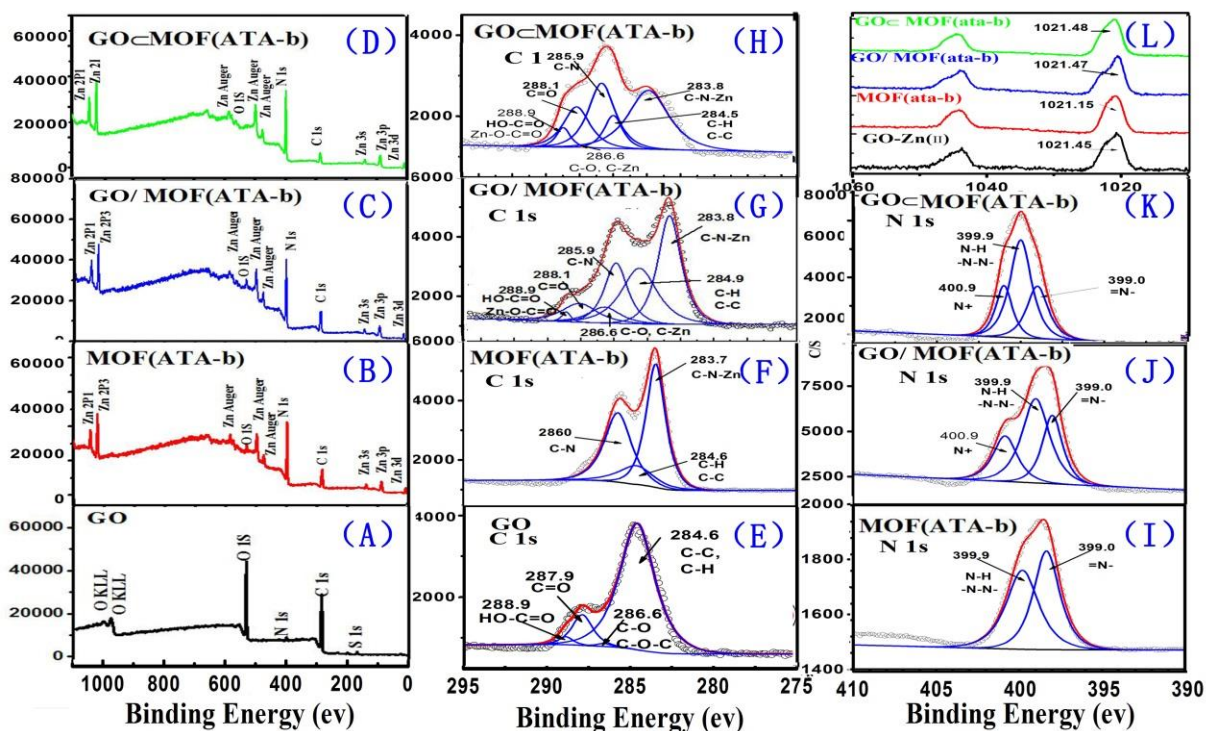 60000
40000
20000
0
GO⊂MOF(ATA-b)
(D)
Zn 2P1
Zn 2I
Zn Auger
O 1S
Zn Auger
Zn Auger
N 1s
C 1s
Zn 3s
Zn 3p
Zn 3d
80000
60000
40000
20000
0
GO/ MOF(ATA-b)
(C)
Zn 2P1
Zn 2P3
Zn Auger
O 1S
Zn Auger
Zn Auger
N 1s
C 1s
Zn 3s
Zn 3p
Zn 3d
80000
60000
40000
20000
0
MOF(ATA-b)
(B)
Zn 2P1
Zn 2P3
Zn Auger
O 1S
Zn Auger
Zn Auger
N 1s
C 1s
Zn 3s
Zn 3p
Zn 3d
60000
40000
20000
0
GO
(A)
O KLL
O KLL
O 1S
N 1s
C 1s
S
1000 800 600 400 200 0
Binding Energy (ev)
4000
2000
GO⊂MOF(ATA-b)
C 1
(H)
285.9
C-N
288.1
C=O
288.9
HO-C=O
Zn-O-C=O
283.8
C-N-Zn
284.5
C-H
C-C
286.6
C-O, C-Zn
6000
4000
2000
GO/ MOF(ATA-b)
C 1s
(G)
283.8
C-N-Zn
285.9
C-N
288.1
C=O
288.9
HO-C=O
Zn-O-C=O
284.9
C-H
C-C
286.6 C-O, C-Zn
4000
2000
MOF(ATA-b)
C 1s
(F)
283.7
C-N-Zn
2860
C-N
284.6
C-H
C-C
4000
2000
0
GO
C 1s
(E)
284.6
C-C,
C-H
287.9
C=O
288.9
HO-C=O
286.6
C-O
C-O-C
295 290 285 280 275
Binding Energy (ev)
GO⊂ MOF(ata-b)
1021.48
(L)
GO/ MOF(ata-b)
1021.47
MOF(ata-b)
1021.15
GO-Zn(II)
1021.45
1060 1040 1020
8000
6000
4000
2000
C/S
GO⊂MOF(ATA-b)
N 1s
(K)
399.9
N-H
-N-N-
400.9
N+
399.0
=N-
7500
5000
2500
GO/ MOF(ATA-b)
N 1s
(J)
399.9
N-H
-N-N-
399.0
=N-
400.9
N+
2000
1800
1600
1400
MOF(ATA-b)
N 1s
(I)
399.9
N-H
-N-N-
399.0
=N-
410 405 400 395 390
Binding Energy (ev)